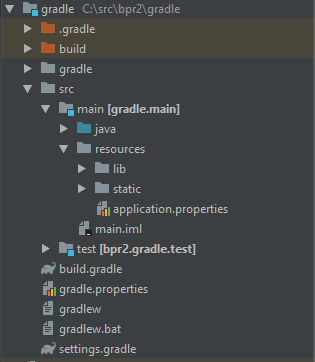 gradle C:\src\bpr2\gradle
.gradle
build
gradle
src
main [gradle.main]
java
resources
lib
static
application.properties
main.iml
test [bpr2.gradle.test]
build.gradle
gradle.properties
gradlew
gradlew.bat
settings.gradle